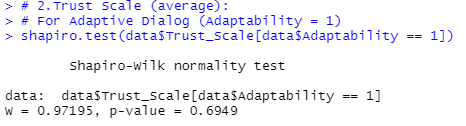 > # 2.Trust Scale (average):
> # For Adaptive Dialog (Adaptability = 1)
> shapiro.test(data$Trust_Scale[data$Adaptability == 1])
Shapiro-Wilk normality test
data:  data$Trust_Scale[data$Adaptability == 1]
W = 0.97195, p-value = 0.6949